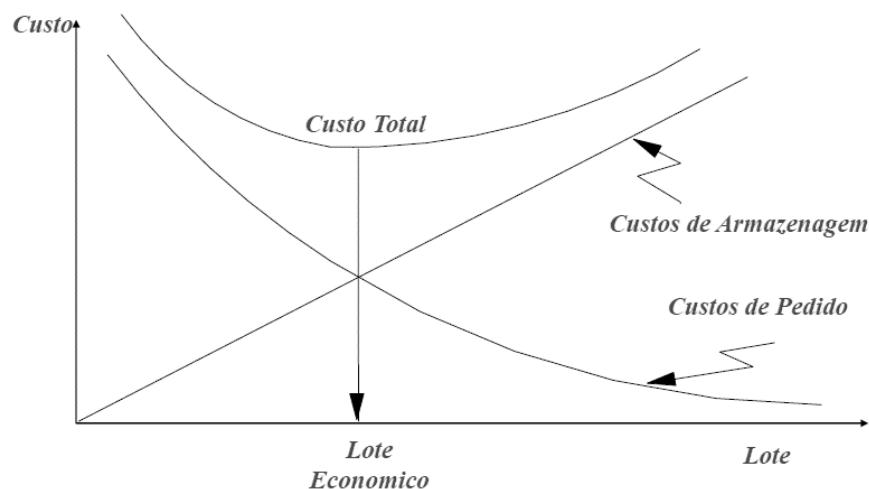 Custo
Custo Total
Custos de Armazenagem
Custos de Pedido
Lote
Economico
Lote